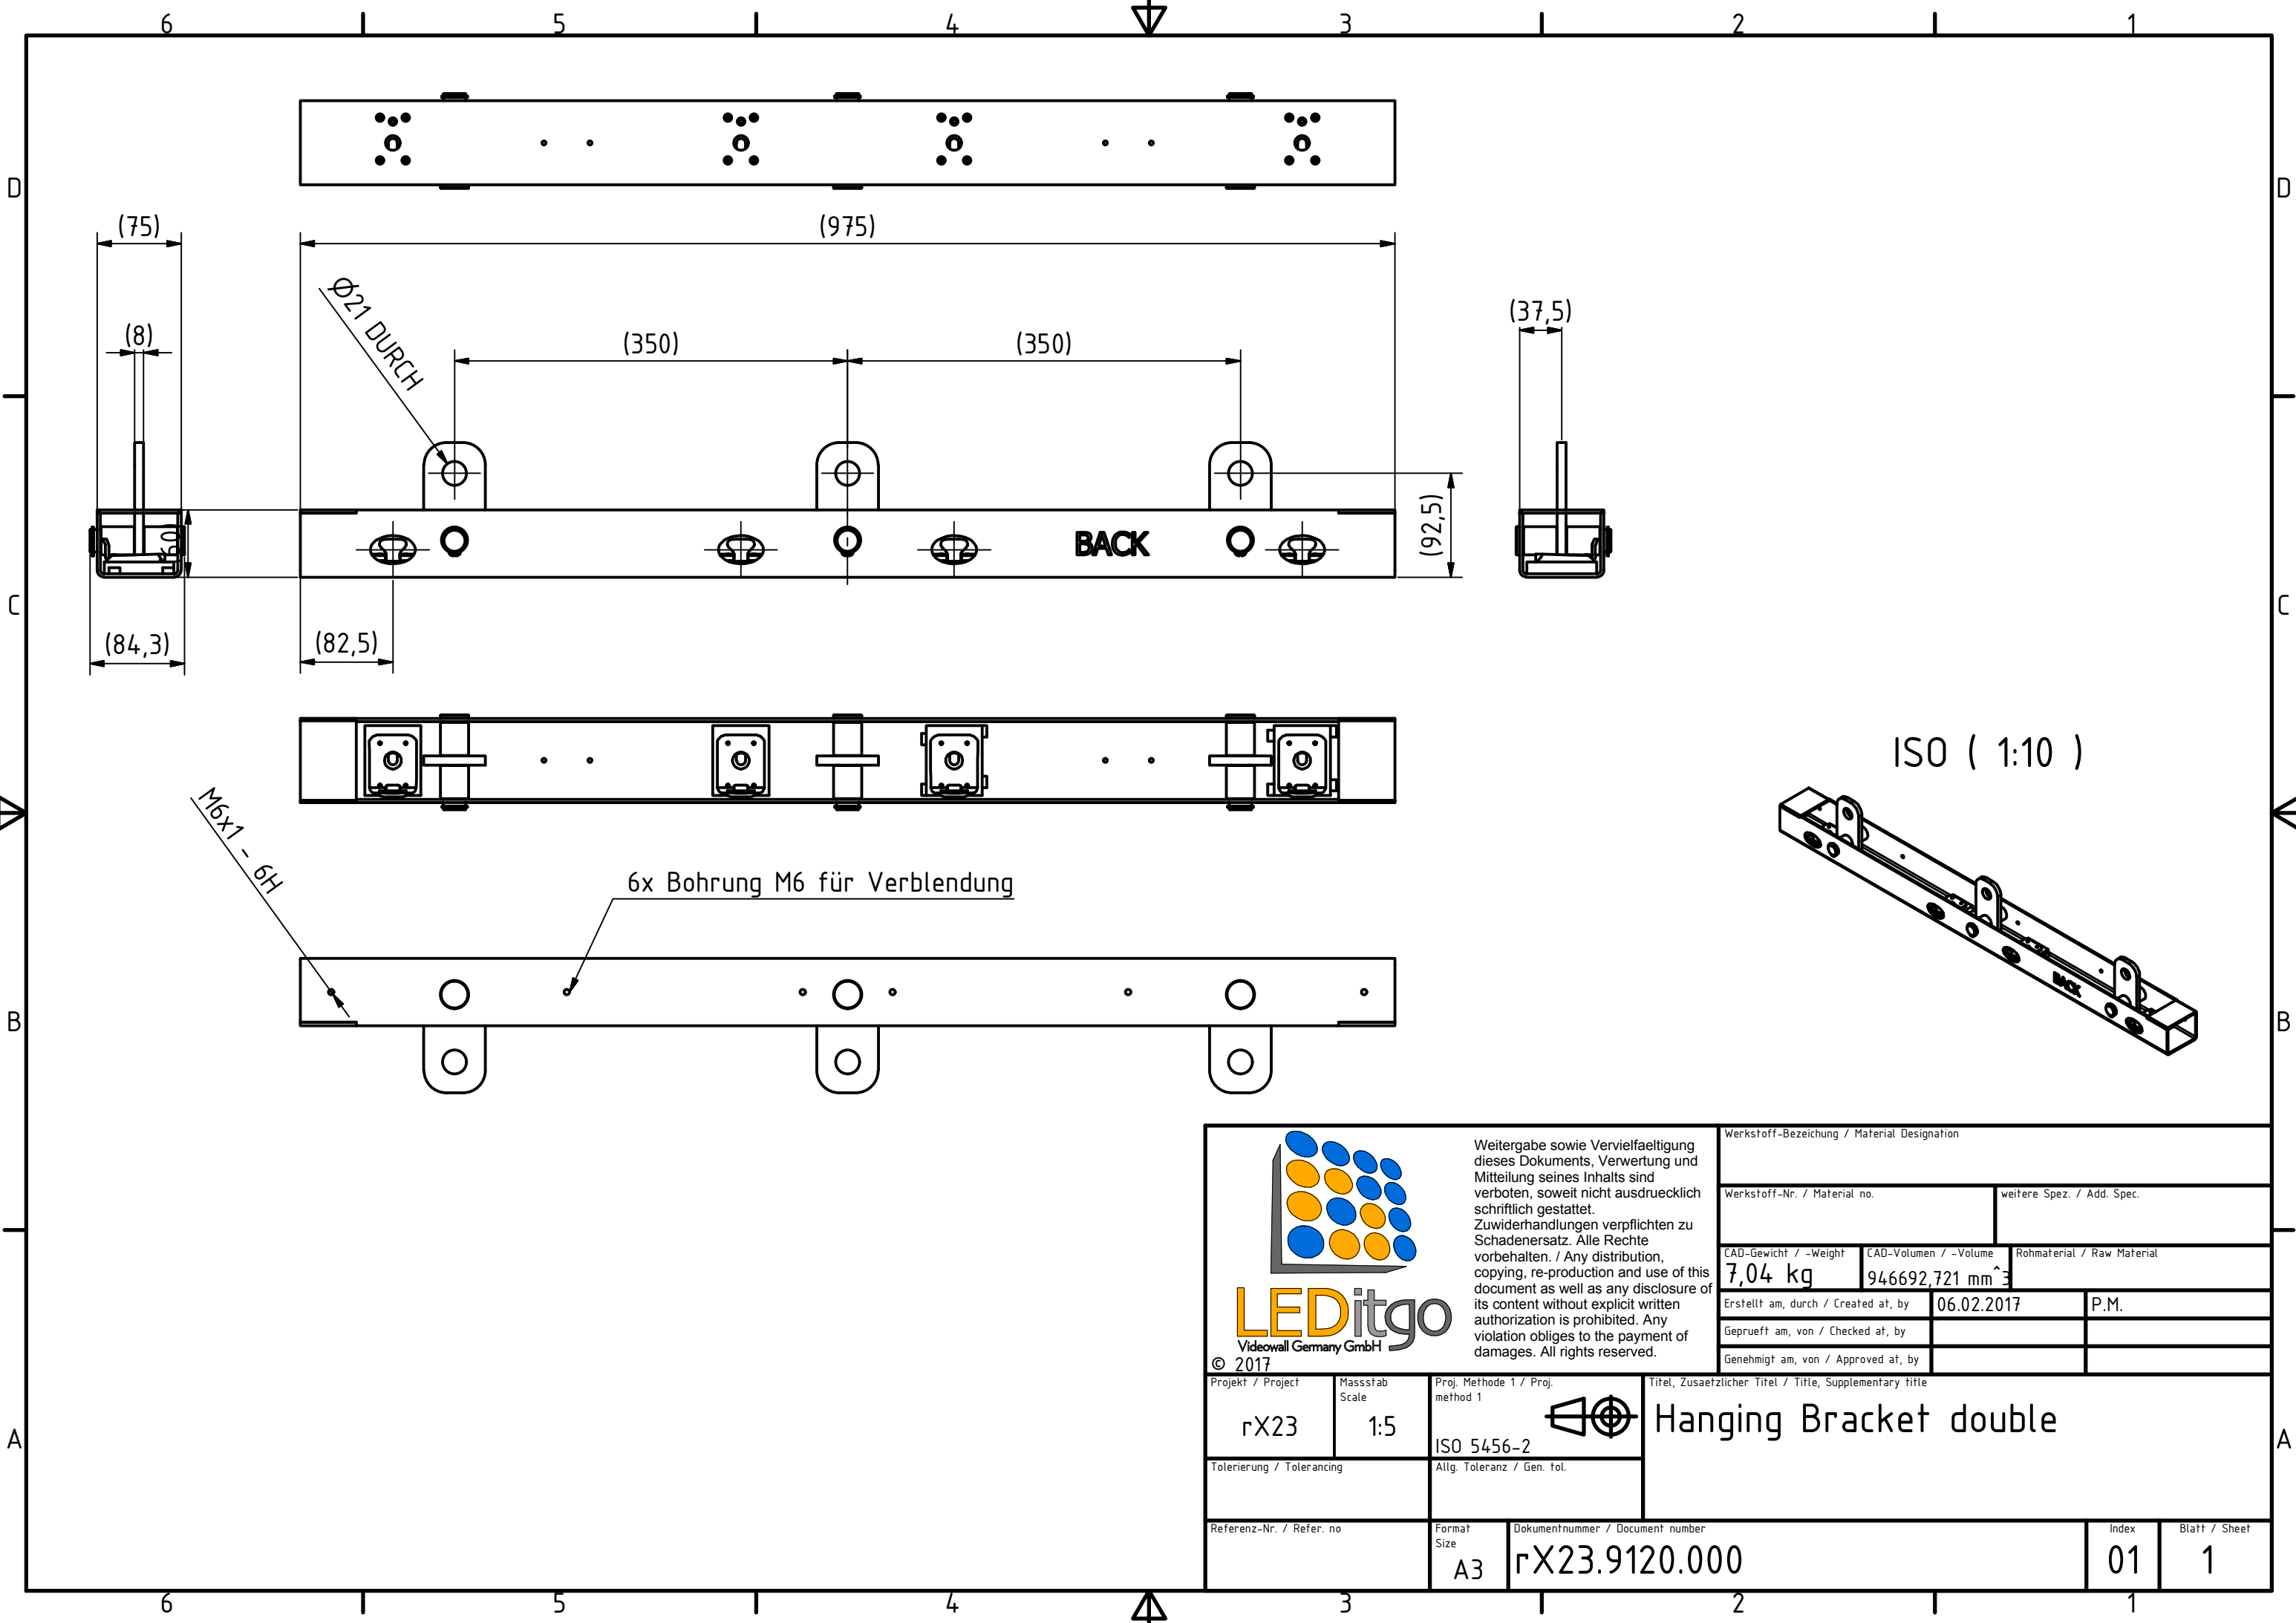 6 5 4 3 2 1
D D
(75)
(975)
(8)
Ø21 DURCH
(350)
(350)
(37,5)
(60)
BACK
(92,5)
C C
(84,3)
(82,5)
ISO ( 1:10 )
M6x1 - 6H
6x Bohrung M6 für Verblendung
BACK
B B
Weitergabe sowie Vervielfaeltigung
dieses Dokuments, Verwertung und
Mitteilung seines Inhalts sind
verboten, soweit nicht ausdruecklich
schriftlich gestattet.
Zuwiderhandlungen verpflichten zu
Schadenersatz. Alle Rechte
vorbehalten. / Any distribution,
copying, re-production and use of this
document as well as any disclosure of
its content without explicit written
authorization is prohibited. Any
violation obliges to the payment of
damages. All rights reserved.
LEDitgo
Videowall Germany GmbH
© 2017
Werkstoff-Bezeichung / Material Designation
Werkstoff-Nr. / Material no.
weitere Spez. / Add. Spec.
CAD-Gewicht / -Weight
7,04 kg
CAD-Volumen / -Volume
946692,721 mm^3
Rohmaterial / Raw Material
Erstellt am, durch / Created at, by
06.02.2017
P.M.
Geprueft am, von / Checked at, by
Genehmigt am, von / Approved at, by
Projekt / Project
rX23
Massstab
Scale
1:5
Proj. Methode 1 / Proj.
method 1
ISO 5456-2
Titel, Zusaetzlicher Titel / Title, Supplementary title
Hanging Bracket double
A A
Tolerierung / Tolerancing
Allg. Toleranz / Gen. tol.
Referenz-Nr. / Refer. no
Format
Size
A3
Dokumentnummer / Document number
rX23.9120.000
Index
01
Blatt / Sheet
1
6 5 4 3 2 1